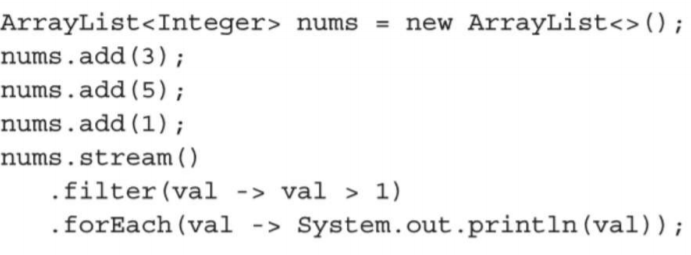 ArrayList<Integer> nums = new ArrayList<>();
nums.add(3);
nums.add(5);
nums.add(1);
nums.stream()
   .filter(val -> val > 1)
   .forEach(val -> System.out.println(val));